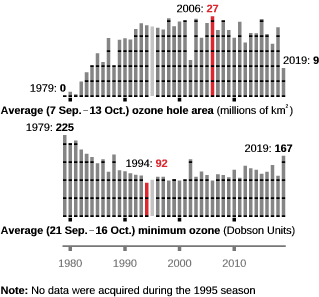 2006: 27
2019: 9
1979: 0
Average (7 Sep.–13 Oct.) ozone hole area (millions of km²)
1979: 225
2019: 167
1994: 92
Average (21 Sep.–16 Oct.) minimum ozone (Dobson Units)
1980 1990 2000 2010
Note: No data were acquired during the 1995 season